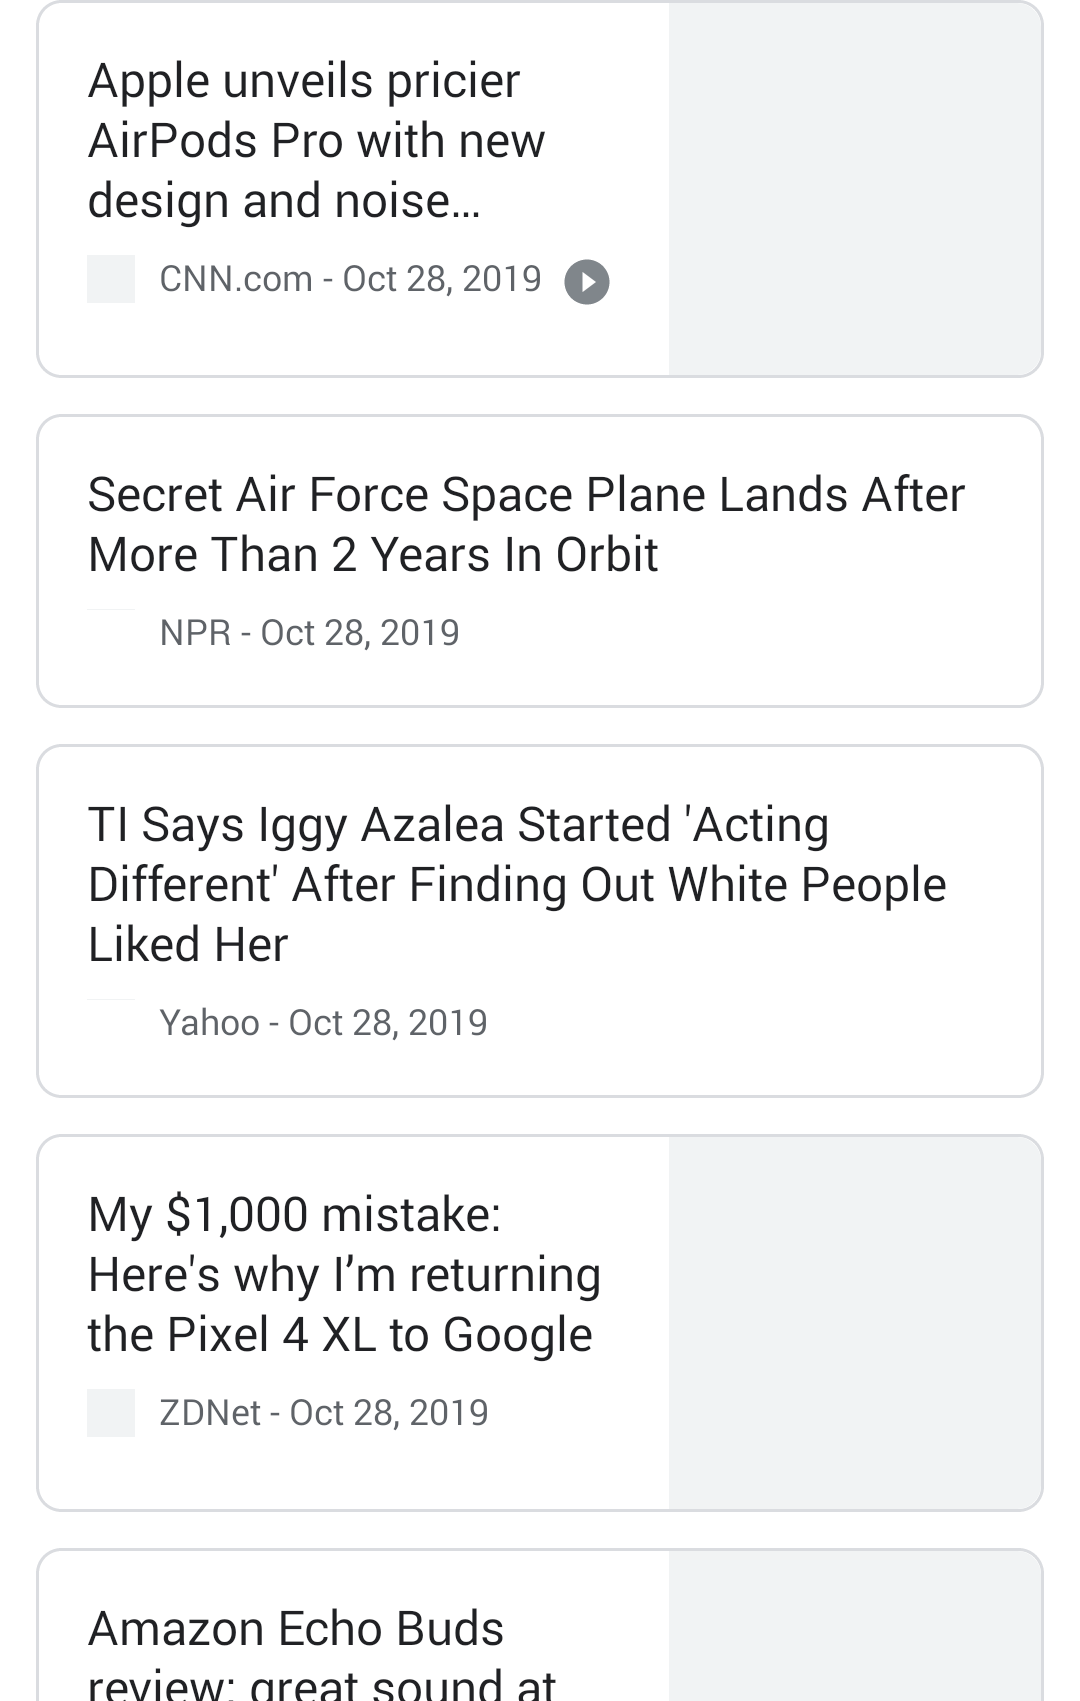 Apple unveils pricier
AirPods Pro with new
design and noise…
CNN.com - Oct 28, 2019
Secret Air Force Space Plane Lands After
More Than 2 Years In Orbit
NPR - Oct 28, 2019
TI Says Iggy Azalea Started 'Acting
Different' After Finding Out White People
Liked Her
Yahoo - Oct 28, 2019
My $1,000 mistake:
Here's why I’m returning
the Pixel 4 XL to Google
ZDNet - Oct 28, 2019
Amazon Echo Buds
review: great sound at